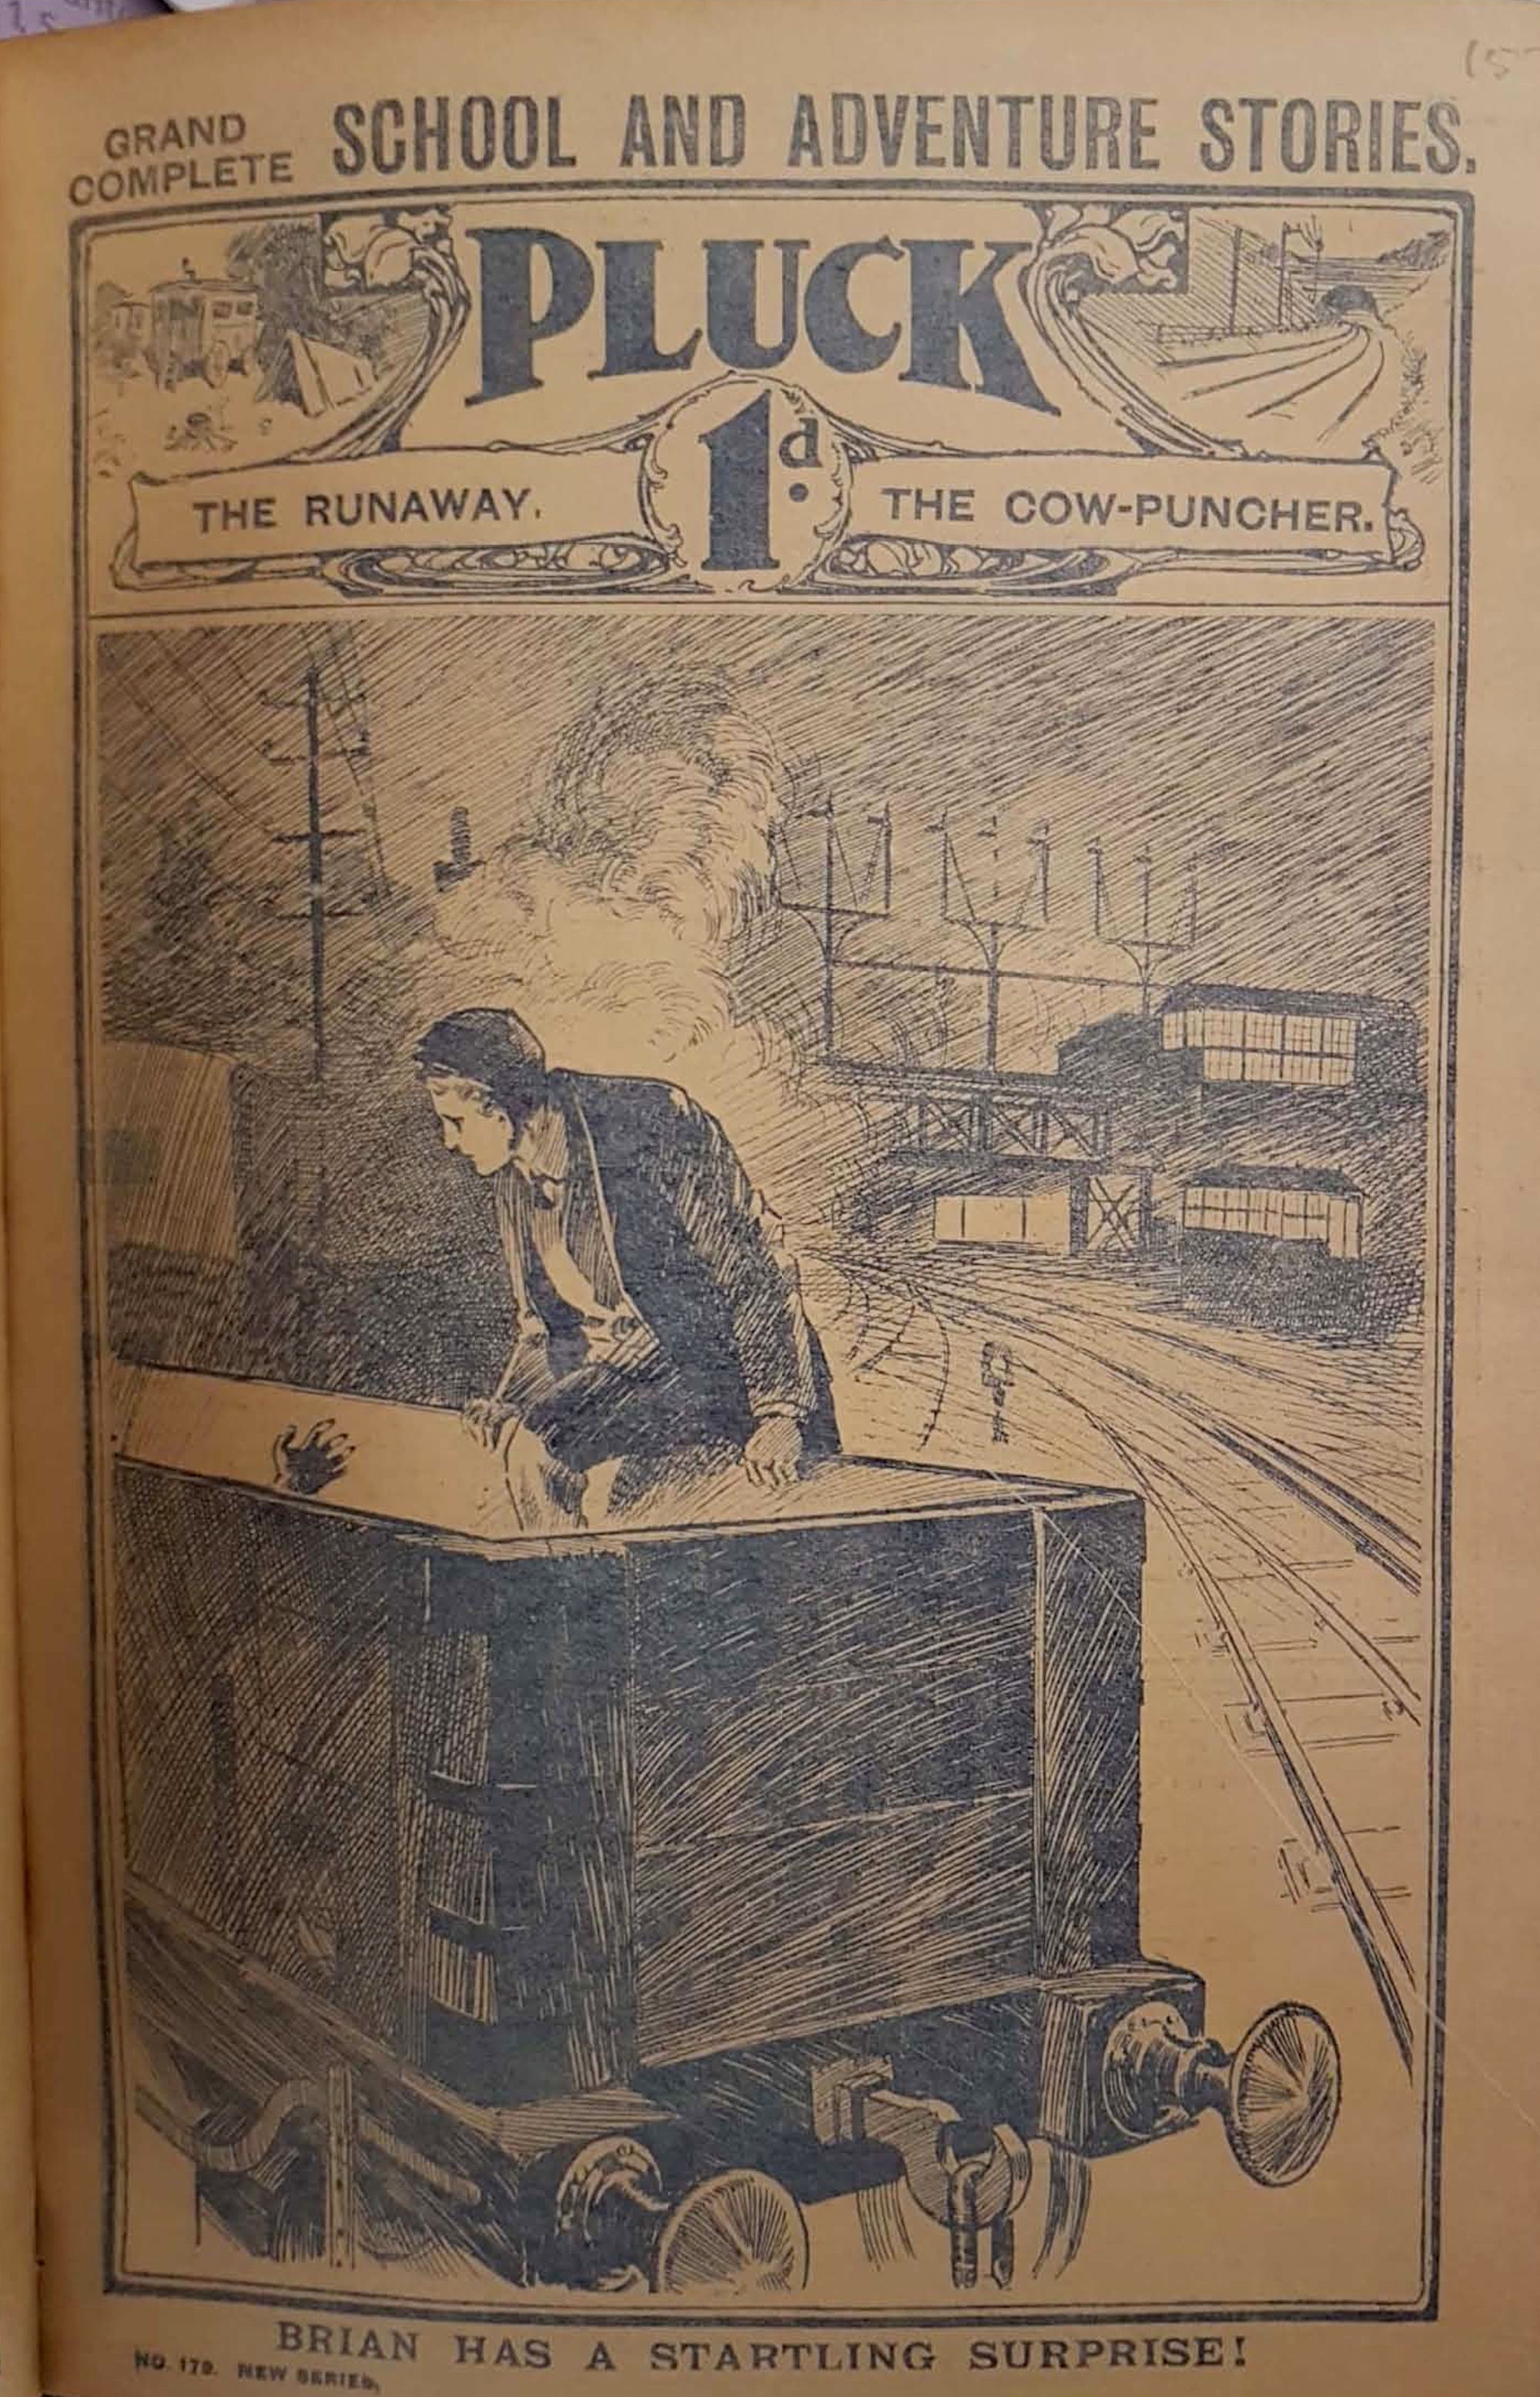 15
GRAND
COMPLETE
SCHOOL AND ADVENTURE STORIES.
PLUCK
1d.
THE RUNAWAY.
THE COW-PUNCHER.
BRIAN HAS A STARTLING SURPRISE!
NEW SERIES.